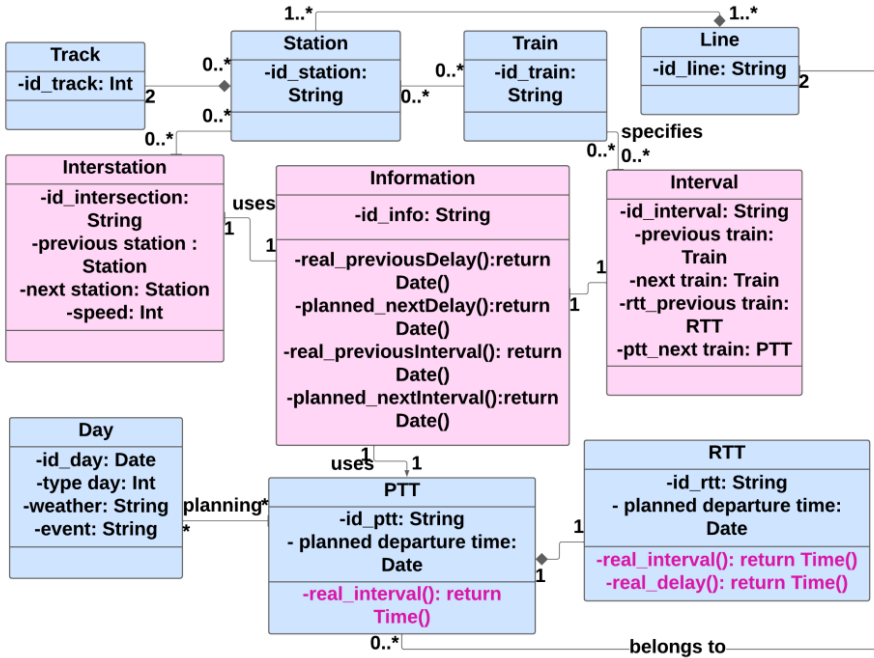 1..*
1..*
Track
-id_track: Int
2
0..*
Station
-id_station:
String
0..*
0..*
Train
-id_train:
String
Line
-id_line: String
2
0..*
0..*
specifies
0..*
0..*
Interstation
-id_intersection:
String
-previous station :
Station
-next station: Station
-speed: Int
uses
1
1
Information
-id_info: String
-real_previousDelay():return
Date()
-planned_nextDelay():return
Date()
-real_previousInterval(): return
Date()
-planned_nextInterval():return
Date()
1
1
Interval
-id_interval: String
-previous train:
Train
-next train: Train
-rtt_previous train:
RTT
-ptt_next train: PTT
Day
-id_day: Date
-type day: Int
-weather: String
-event: String
planning*
*
uses
1
1
PTT
-id_ptt: String
- planned departure time:
Date
-real_interval(): return
Time()
1
1
RTT
-id_rtt: String
- planned departure time:
Date
-real_interval(): return Time()
-real_delay(): return Time()
0..*
belongs to